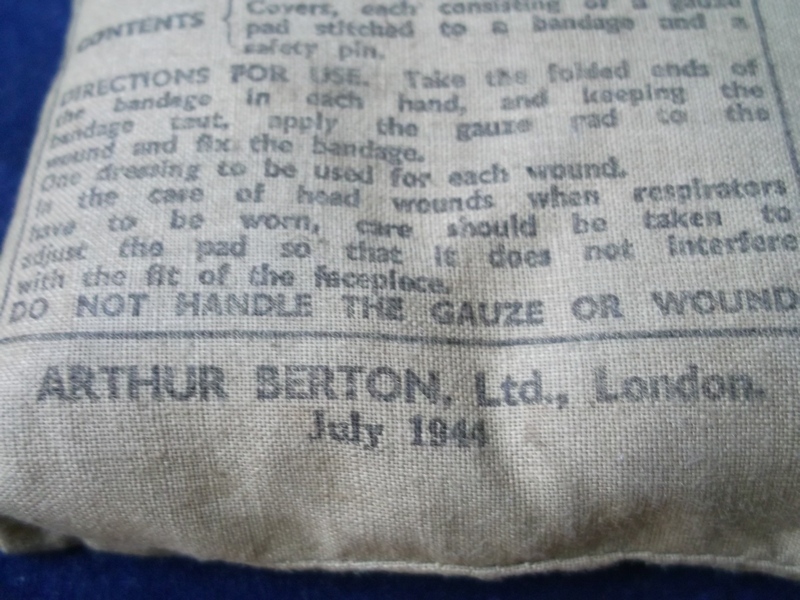 Covers, each consisting of a gauze
CONTENTS { pad stitched to a bandage and a
safety pin.
DIRECTIONS FOR USE. Take the folded ends of
the bandage in each hand, and keeping the
bandage taut, apply the gauze pad to the
wound and fix the bandage.
One dressing to be used for each wound.
In the case of head wounds when respirators
have to be worn, care should be taken to
adjust the pad so that it does not interfere
with the fit of the facepiece.
DO NOT HANDLE THE GAUZE OR WOUND
ARTHUR BERTON, Ltd., London.
July 1944